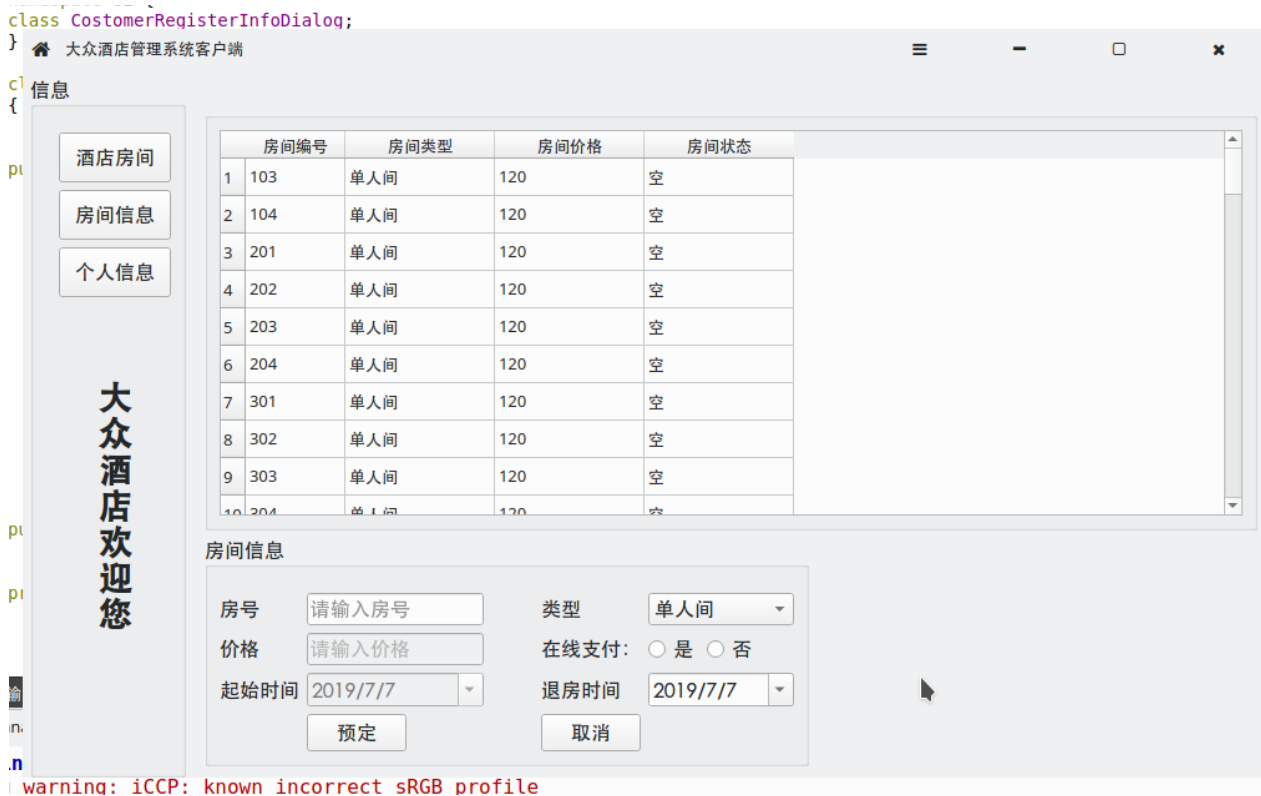 class CostomerRegisterInfoDialog;
}
大众酒店管理系统客户端
信息
{
酒店房间
房间信息
个人信息
大众酒店欢迎您
房间编号 房间类型 房间价格 房间状态
1 103 单人间 120 空
2 104 单人间 120 空
3 201 单人间 120 空
4 202 单人间 120 空
5 203 单人间 120 空
6 204 单人间 120 空
7 301 单人间 120 空
8 302 单人间 120 空
9 303 单人间 120 空
10 304 单人间 120 空
房间信息
房号 请输入房号 类型 单人间
价格 请输入价格 在线支付: 是 否
起始时间 2019/7/7 退房时间 2019/7/7
预定 取消
warning: iCCP: known incorrect sRGB profile